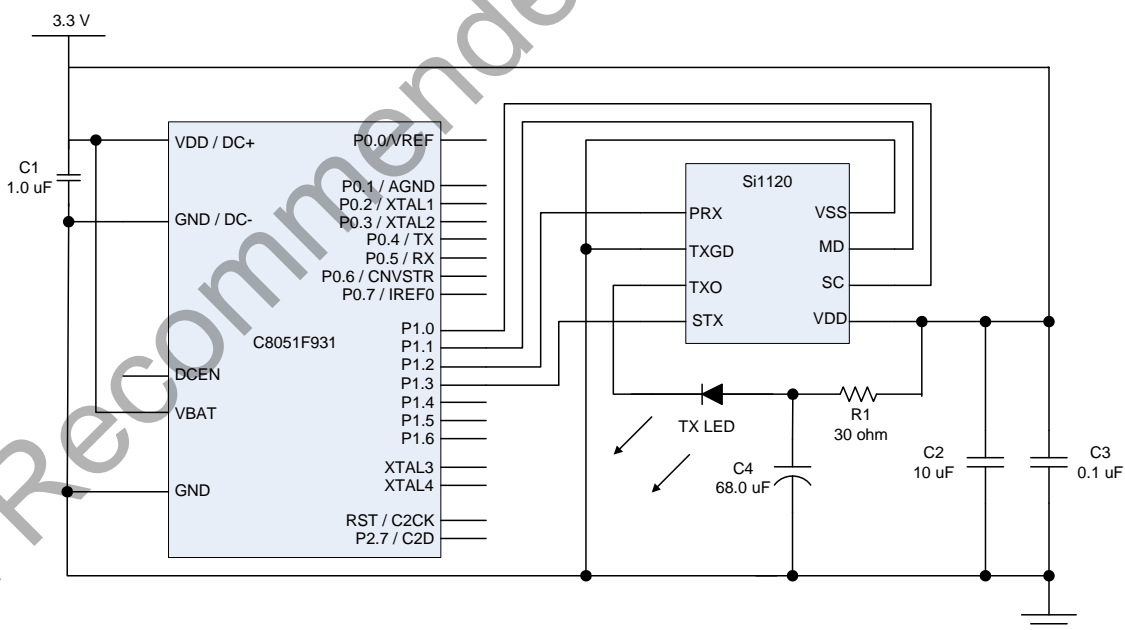 3.3 V
C1
1.0 uF
VDD / DC+
GND / DC-
DCEN
VBAT
GND
C8051F931
P0.0/VREF
P0.1 / AGND
P0.2 / XTAL1
P0.3 / XTAL2
P0.4 / TX
P0.5 / RX
P0.6 / CNVSTR
P0.7 / IREF0
P1.0
P1.1
P1.2
P1.3
P1.4
P1.5
P1.6
XTAL3
XTAL4
RST / C2CK
P2.7 / C2D
Si1120
PRX
TXGD
TXO
STX
VSS
MD
SC
VDD
TX LED
R1
30 ohm
C4
68.0 uF
C2
10 uF
C3
0.1 uF
Recommende